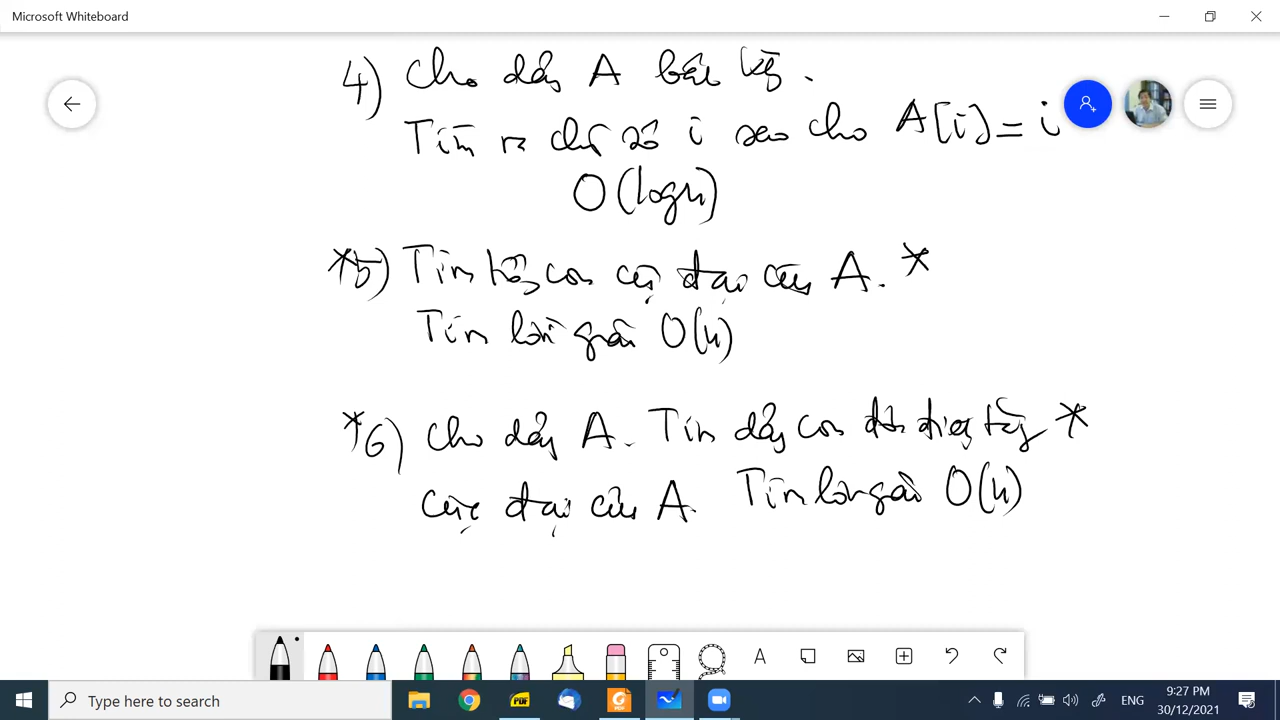 Microsoft Whiteboard
4) Cho dãy A bất kỳ.
Tìm ra chỉ số i sao cho A[i] = i
O(logn)
*5) Tìm tổng con cực đại của A. *
Tìm lời giải O(n)
*6) Cho dãy A. Tìm dãy con đơn điệu tăng *
cực đại của A. Tìm lời giải O(n)
Type here to search
ENG
9:27 PM
30/12/2021